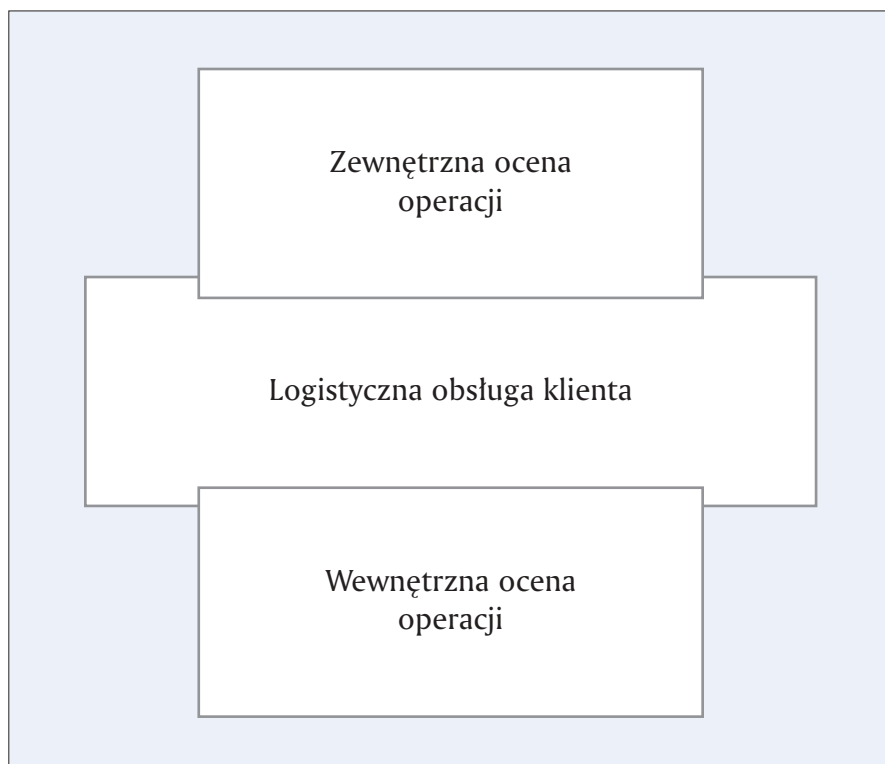 Zewnętrzna ocena
operacji
Logistyczna obsługa klienta
Wewnętrzna ocena
operacji